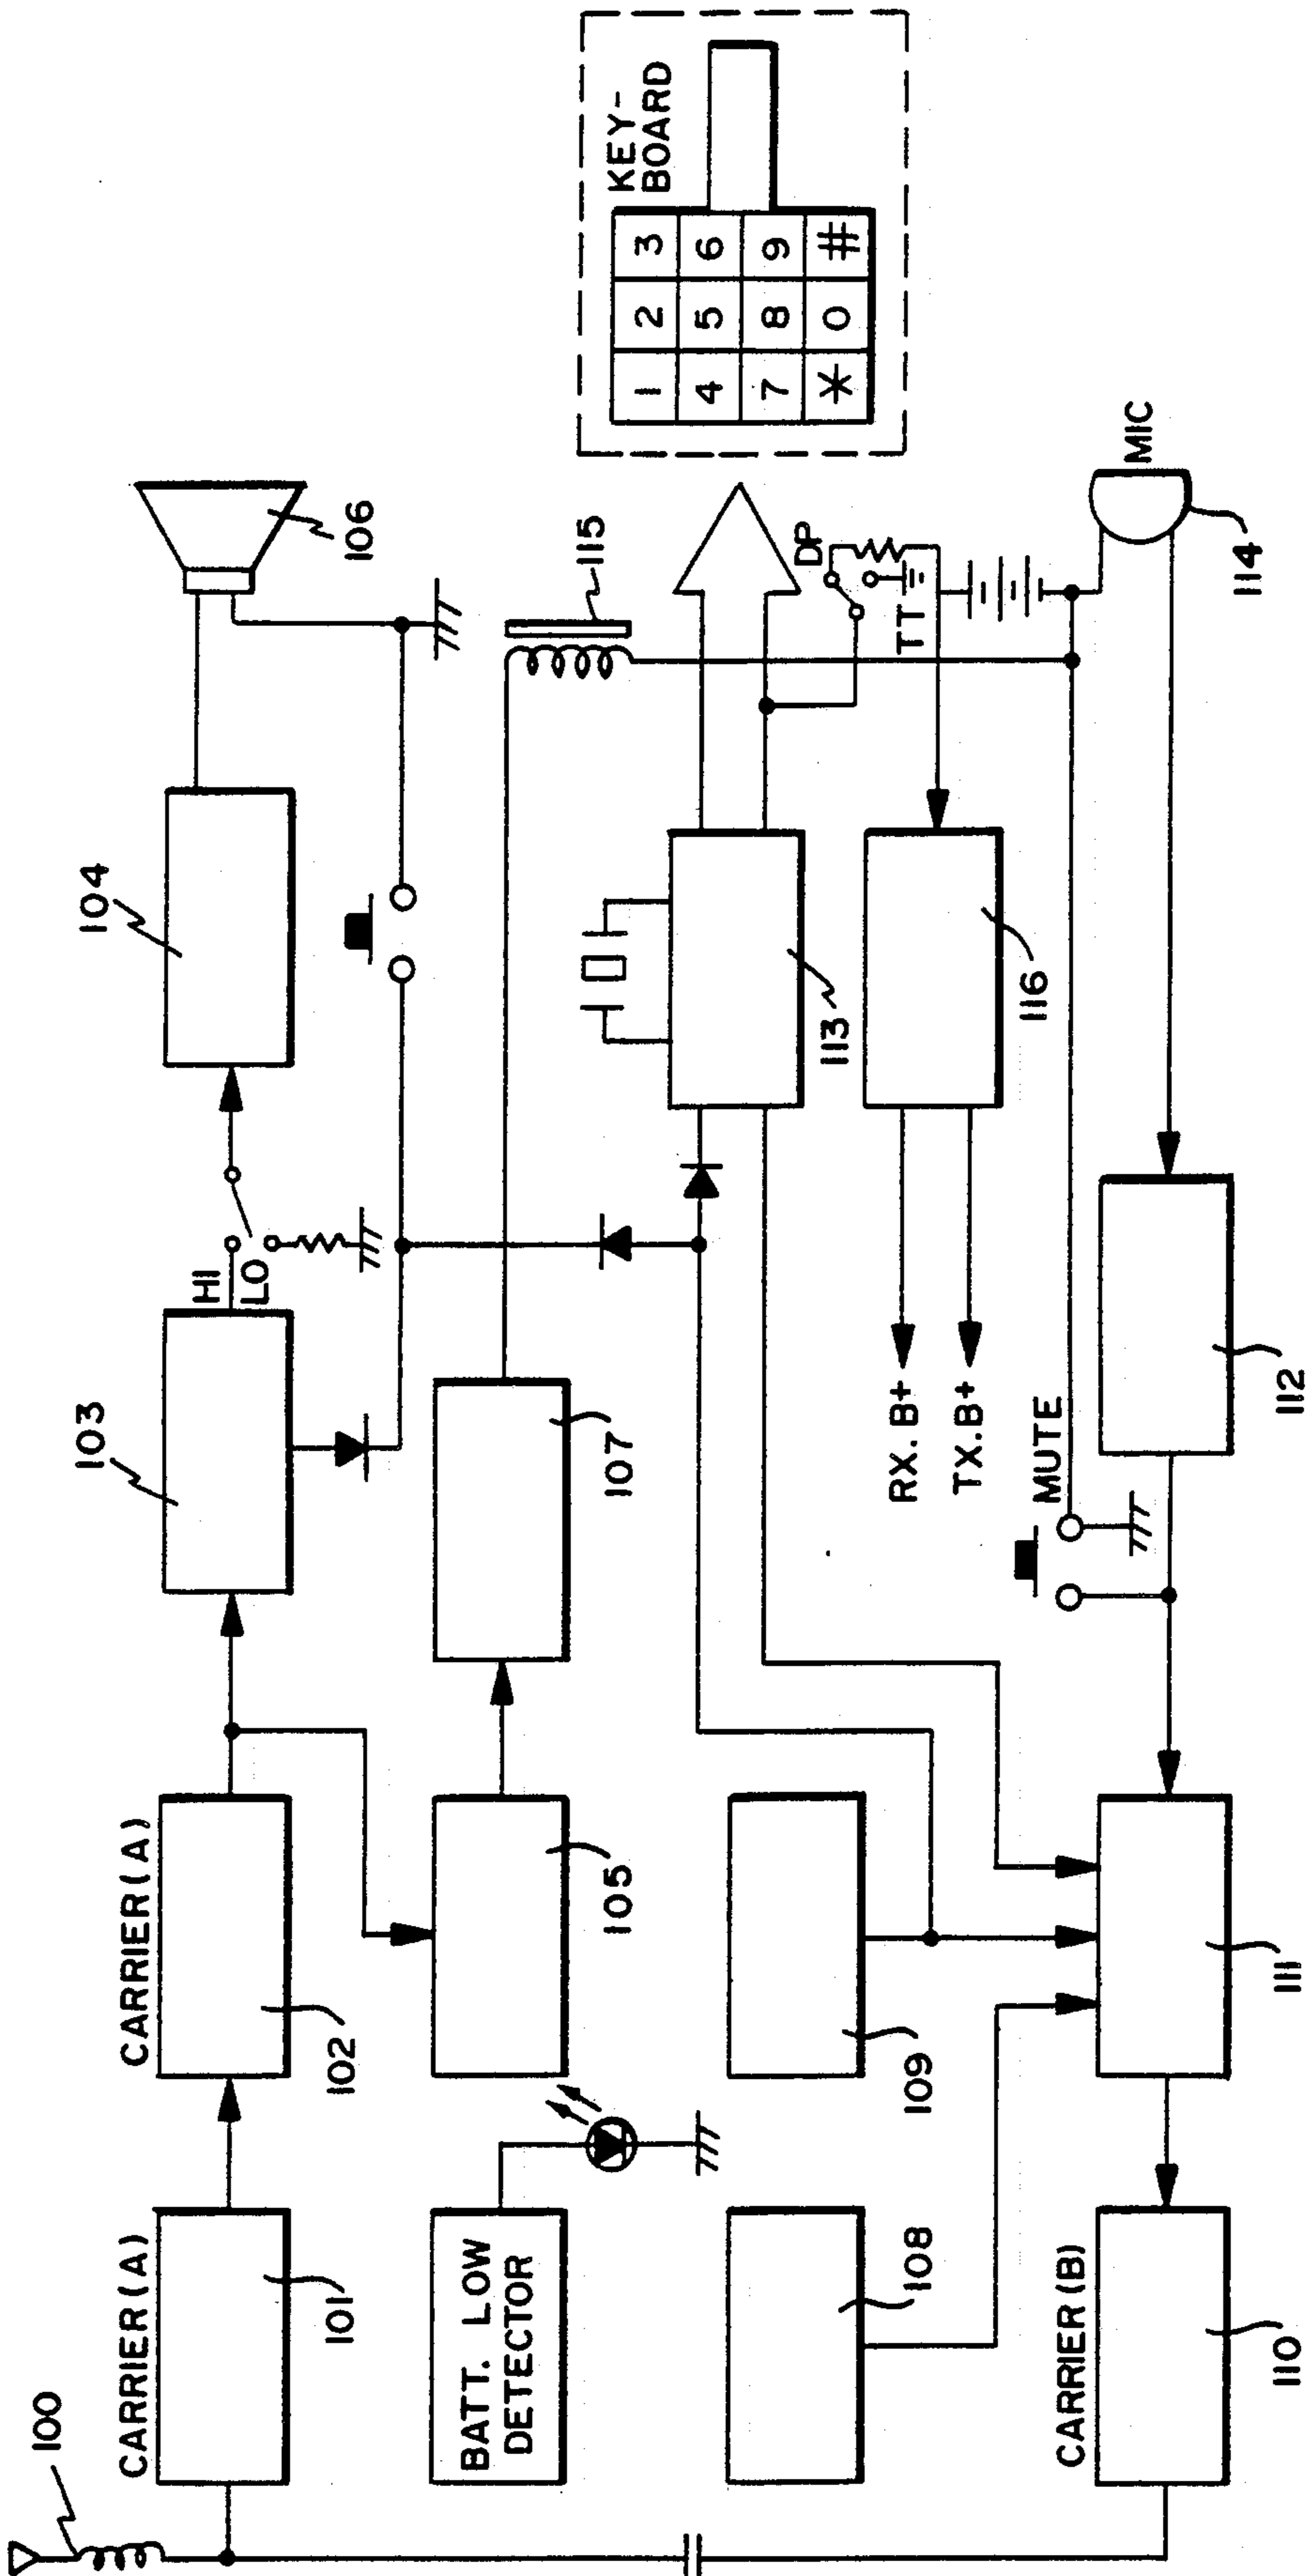 100
CARRIER (A)
101
CARRIER (A)
102
103
HI
LO
104
106
BATT. LOW
DETECTOR
105
107
115
KEY-
BOARD
1 2 3
4 5 6
7 8 9
* 0 #
108
109
113
DP
TT
RX. B+
TX. B+
116
MUTE
MIC
114
CARRIER (B)
110
111
112